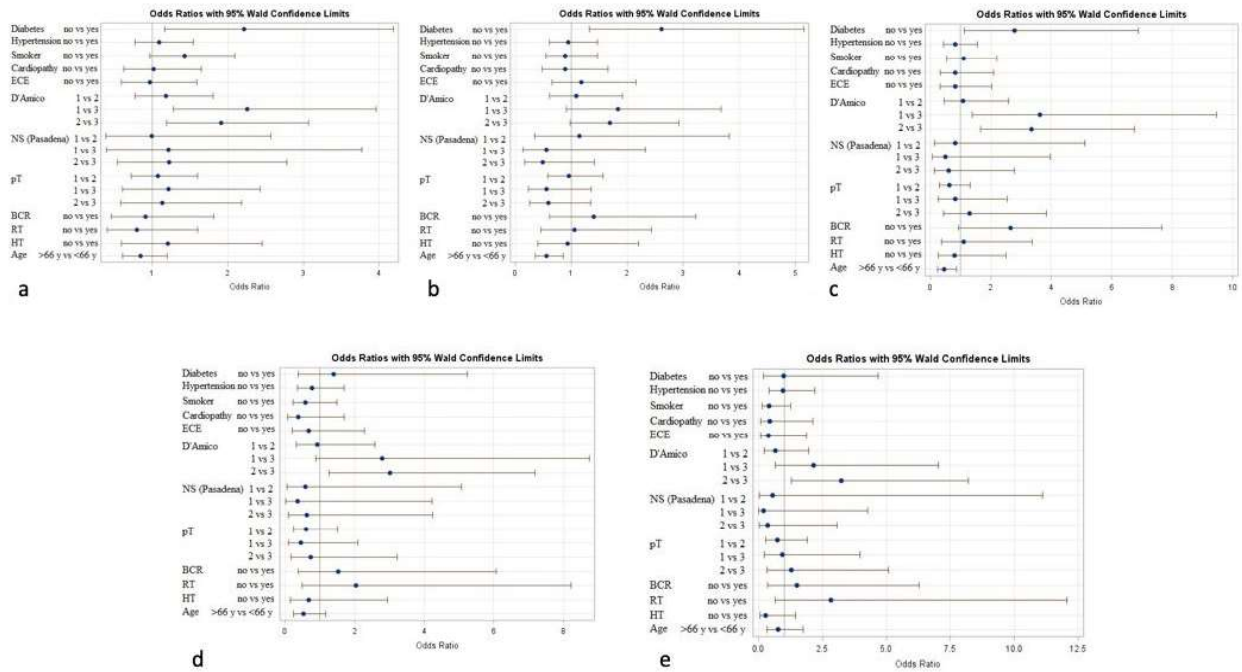 Odds Ratios with 95% Wald Confidence Limits
Diabetes no vs yes
Hypertension no vs yes
Smoker no vs yes
Cardiopathy no vs yes
ECE no vs yes
D'Amico 1 vs 2
1 vs 3
2 vs 3
NS (Pasadena) 1 vs 2
1 vs 3
2 vs 3
pT 1 vs 2
1 vs 3
2 vs 3
BCR no vs yes
RT no vs yes
HT no vs yes
Age >66 y vs <66 y
0 1 2 3 4
Odds Ratio
a
Odds Ratios with 95% Wald Confidence Limits
Diabetes no vs yes
Hypertension no vs yes
Smoker no vs yes
Cardiopathy no vs yes
ECE no vs yes
D'Amico 1 vs 2
1 vs 3
2 vs 3
NS (Pasadena) 1 vs 2
1 vs 3
2 vs 3
pT 1 vs 2
1 vs 3
2 vs 3
BCR no vs yes
RT no vs yes
HT no vs yes
Age >66 y vs <66 y
0 1 2 3 4 5
Odds Ratio
b
Odds Ratios with 95% Wald Confidence Limits
Diabetes no vs yes
Hypertension no vs yes
Smoker no vs yes
Cardiopathy no vs yes
ECE no vs yes
D'Amico 1 vs 2
1 vs 3
2 vs 3
NS (Pasadena) 1 vs 2
1 vs 3
2 vs 3
pT 1 vs 2
1 vs 3
2 vs 3
BCR no vs yes
RT no vs yes
HT no vs yes
Age >66 y vs <66 y
0 2 4 6 8 10
Odds Ratio
c
Odds Ratios with 95% Wald Confidence Limits
Diabetes no vs yes
Hypertension no vs yes
Smoker no vs yes
Cardiopathy no vs yes
ECE no vs yes
D'Amico 1 vs 2
1 vs 3
2 vs 3
NS (Pasadena) 1 vs 2
1 vs 3
2 vs 3
pT 1 vs 2
1 vs 3
2 vs 3
BCR no vs yes
RT no vs yes
HT no vs yes
Age >66 y vs <66 y
0 2 4 6 8
Odds Ratio
d
Odds Ratios with 95% Wald Confidence Limits
Diabetes no vs yes
Hypertension no vs yes
Smoker no vs yes
Cardiopathy no vs yes
ECE no vs yes
D'Amico 1 vs 2
1 vs 3
2 vs 3
NS (Pasadena) 1 vs 2
1 vs 3
2 vs 3
pT 1 vs 2
1 vs 3
2 vs 3
BCR no vs yes
RT no vs yes
HT no vs yes
Age >66 y vs <66 y
0.0 2.5 5.0 7.5 10.0 12.5
Odds Ratio
e